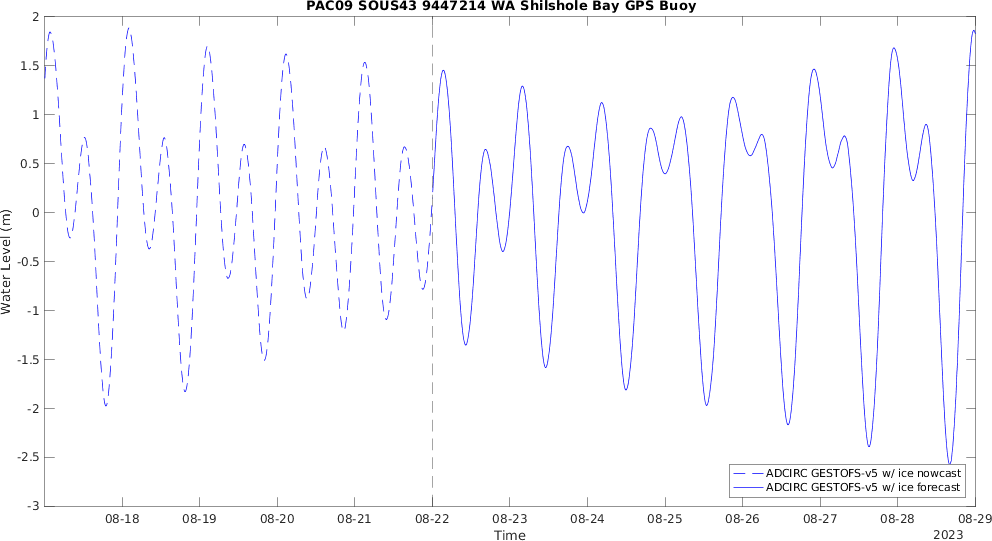 PAC09 SOUS43 9447214 WA Shilshole Bay GPS Buoy
2
1.5
1
0.5
0
-0.5
-1
-1.5
-2
-2.5
-3
Water Level (m)
ADCIRC GESTOFS-v5 w/ ice nowcast
ADCIRC GESTOFS-v5 w/ ice forecast
08-18 08-19 08-20 08-21 08-22 08-23 08-24 08-25 08-26 08-27 08-28 08-29
Time
2023